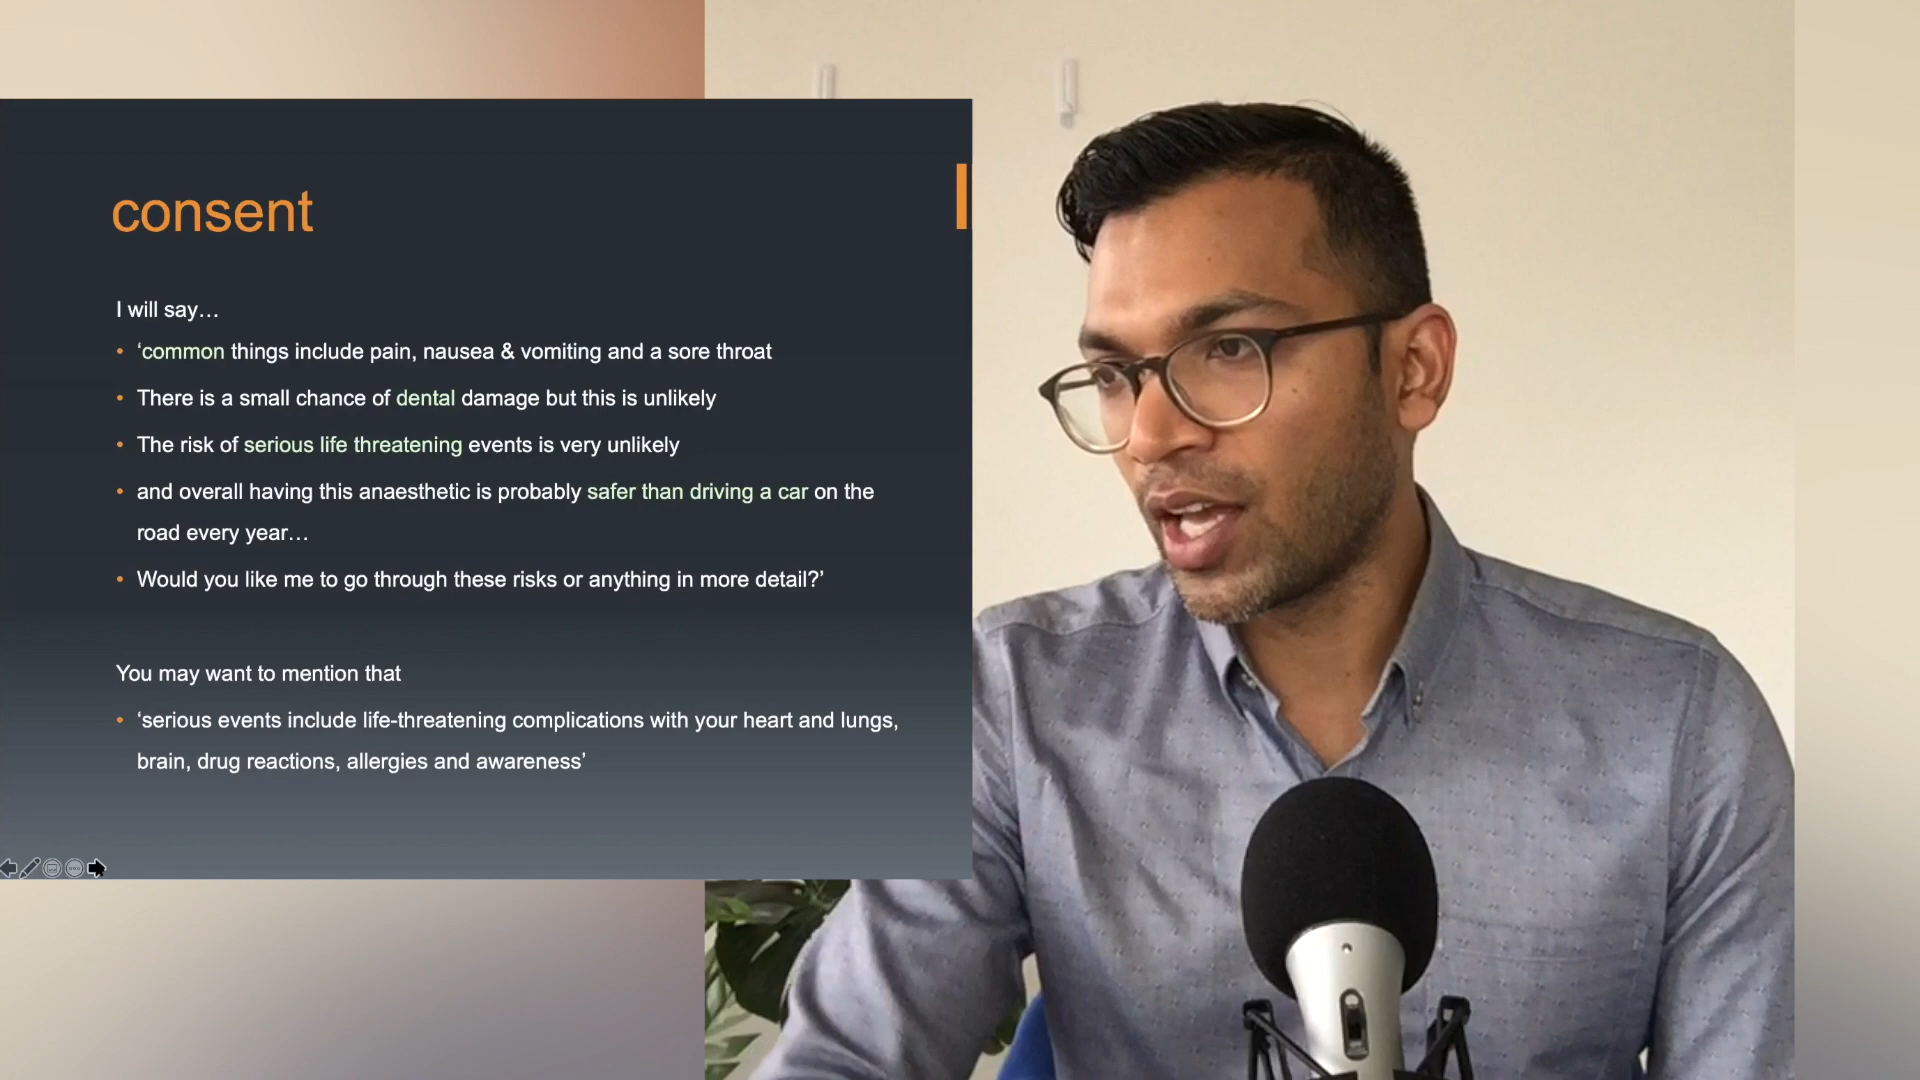 consent
I will say…
• ‘common things include pain, nausea & vomiting and a sore throat
• There is a small chance of dental damage but this is unlikely
• The risk of serious life threatening events is very unlikely
• and overall having this anaesthetic is probably safer than driving a car on the
road every year…
• Would you like me to go through these risks or anything in more detail?’
You may want to mention that
• ‘serious events include life-threatening complications with your heart and lungs,
brain, drug reactions, allergies and awareness’